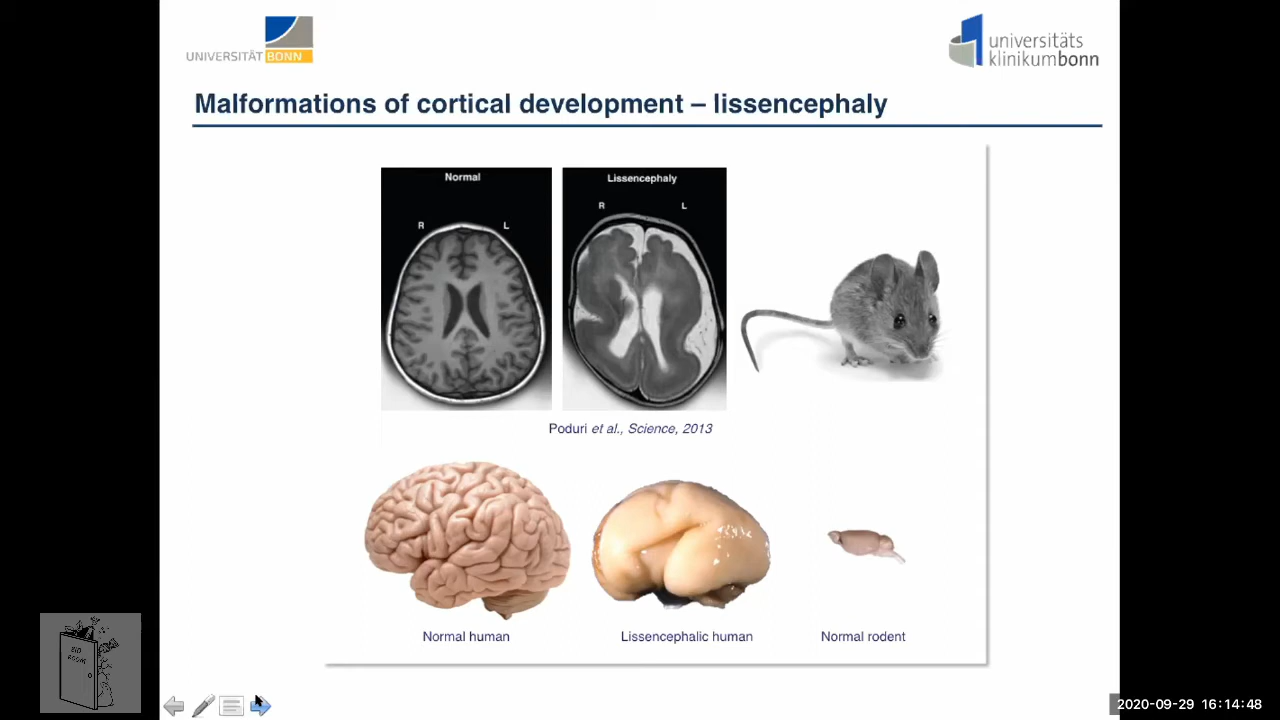 UNIVERSITÄT BONN
universitäts
klinikumbonn
Malformations of cortical development – lissencephaly
Normal
Lissencephaly
R
L
R
L
Poduri et al., Science, 2013
Normal human
Lissencephalic human
Normal rodent
2020-09-29 16:14:48